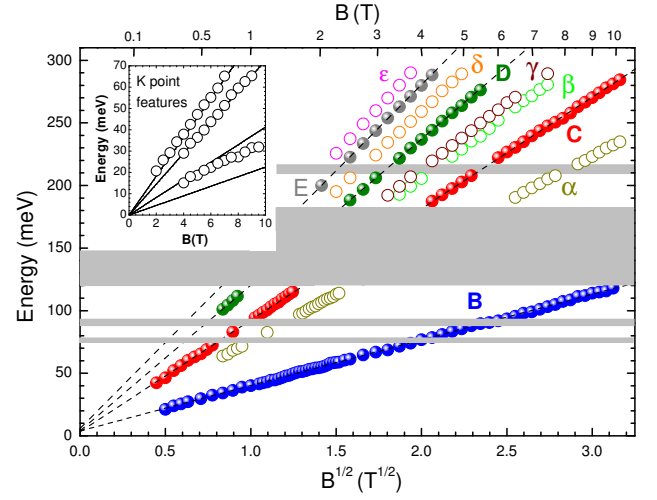 B (T)
0.1 0.5 1 2 3 4 5 6 7 8 9 10
300
250
200
150
100
50
0
Energy (meV)
0.0 0.5 1.0 1.5 2.0 2.5 3.0
B^{1/2} (T^{1/2})
K point
features
70
60
50
40
30
20
10
0
Energy (meV)
0 2 4 6 8 10
B(T)
ε
δ
D
γ
β
C
E
α
B